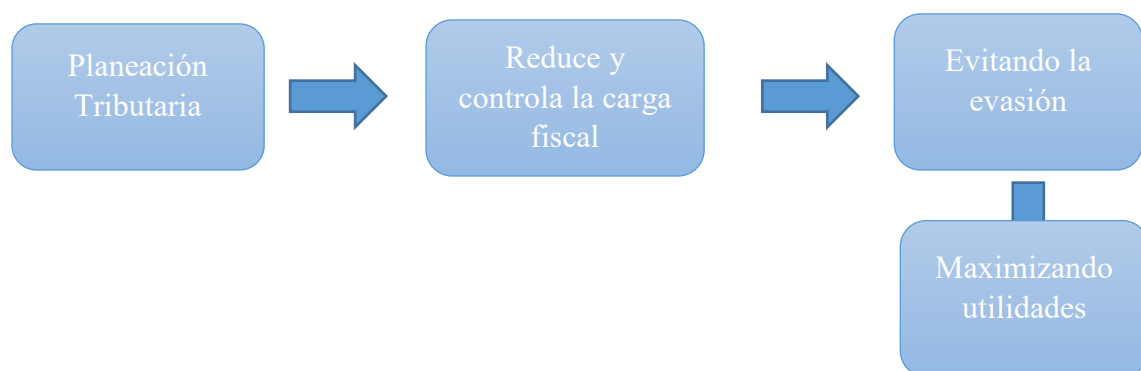 Planeación
Tributaria
Reduce y
controla la carga
fiscal
Evitando la
evasión
Maximizando
utilidades